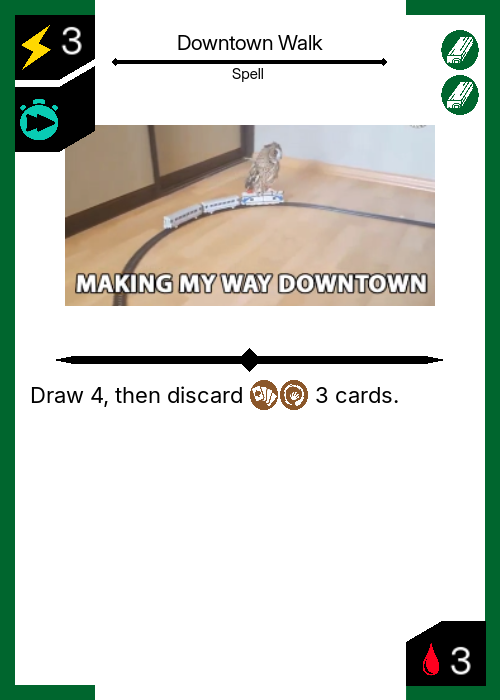 3
Downtown Walk
Spell
MAKING MY WAY DOWNTOWN
Draw 4, then discard 3 cards.
3